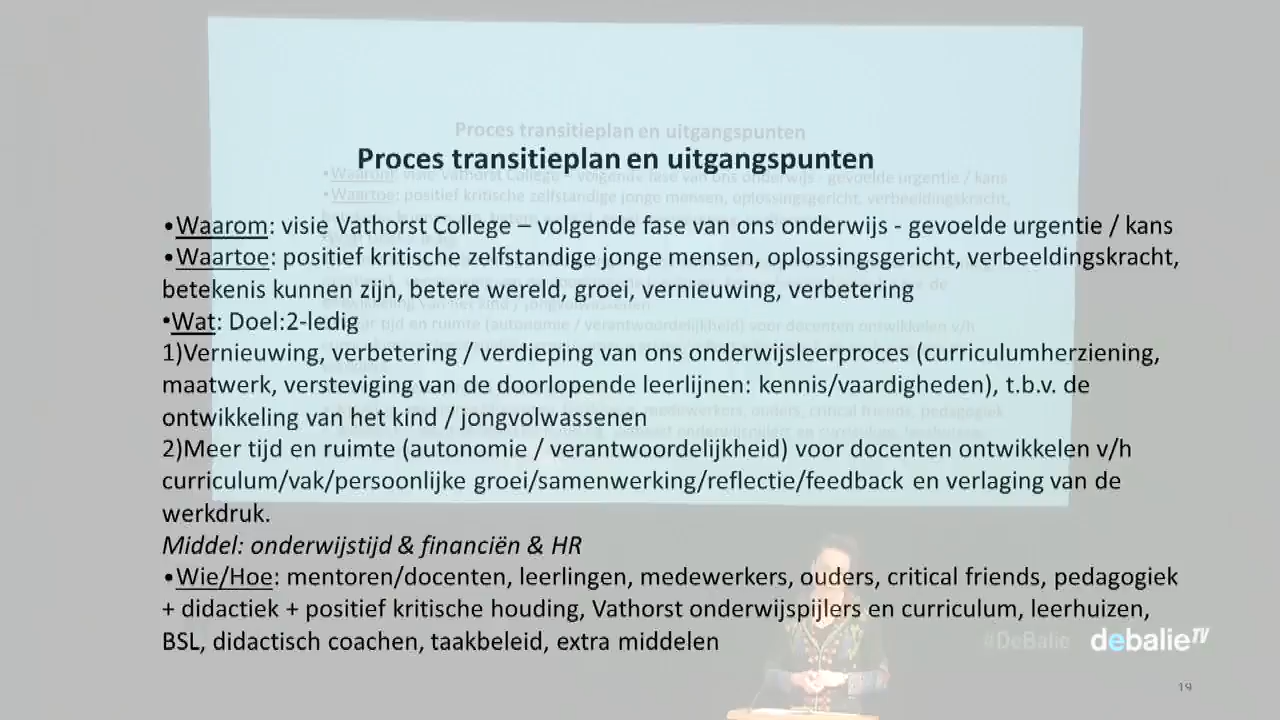 Proces transitieplan en uitgangspunten
•Waarom: visie Vathorst College – volgende fase van ons onderwijs - gevoelde urgentie / kans
•Waartoe: positief kritische zelfstandige jonge mensen, oplossingsgericht, verbeeldingskracht,
betekenis kunnen zijn, betere wereld, groei, vernieuwing, verbetering
•Wat: Doel:2-ledig
1)Vernieuwing, verbetering / verdieping van ons onderwijsleerproces (curriculumherziening,
maatwerk, versteviging van de doorlopende leerlijnen: kennis/vaardigheden), t.b.v. de
ontwikkeling van het kind / jongvolwassenen
2)Meer tijd en ruimte (autonomie / verantwoordelijkheid) voor docenten ontwikkelen v/h
curriculum/vak/persoonlijke groei/samenwerking/reflectie/feedback en verlaging van de
werkdruk.
Middel: onderwijstijd & financiën & HR
•Wie/Hoe: mentoren/docenten, leerlingen, medewerkers, ouders, critical friends, pedagogiek
+ didactiek + positief kritische houding, Vathorst onderwijspijlers en curriculum, leerhuizen,
BSL, didactisch coachen, taakbeleid, extra middelen
#DeBalie debalieTV
19